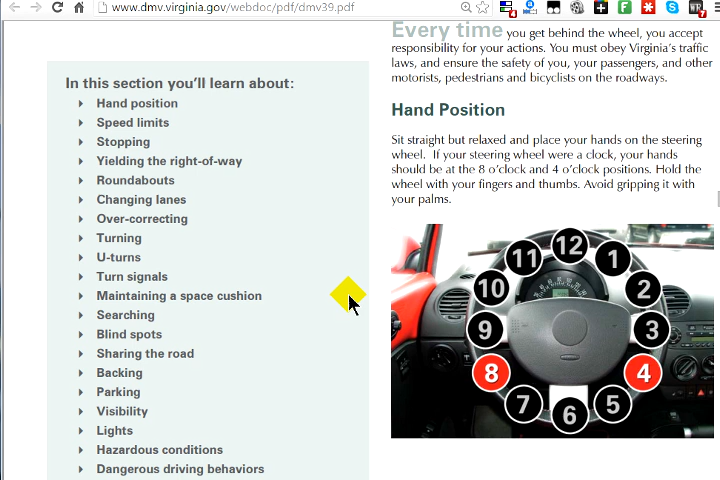 www.dmv.virginia.gov/webdoc/pdf/dmv39.pdf
4
7
Every time you get behind the wheel, you accept
responsibility for your actions. You must obey Virginia's traffic
laws, and ensure the safety of you, your passengers, and other
motorists, pedestrians and bicyclists on the roadways.
In this section you'll learn about:
Hand position
Speed limits
Stopping
Yielding the right-of-way
Roundabouts
Changing lanes
Over-correcting
Turning
U-turns
Turn signals
Maintaining a space cushion
Searching
Blind spots
Sharing the road
Backing
Parking
Visibility
Lights
Hazardous conditions
Dangerous driving behaviors
Hand Position
Sit straight but relaxed and place your hands on the steering
wheel. If your steering wheel were a clock, your hands
should be at the 8 o'clock and 4 o'clock positions. Hold the
wheel with your fingers and thumbs. Avoid gripping it with
your palms.
12
11 1
10 2
9 3
8 4
7 5
6